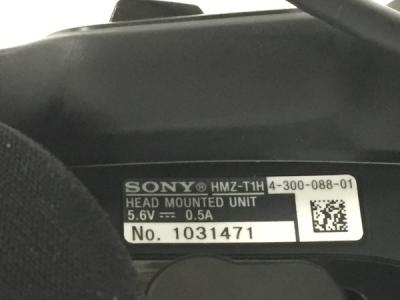 SONY® HMZ-T1H 4-300-088-01
HEAD MOUNTED UNIT
5.6V ⎓ 0.5A
No. 1031471